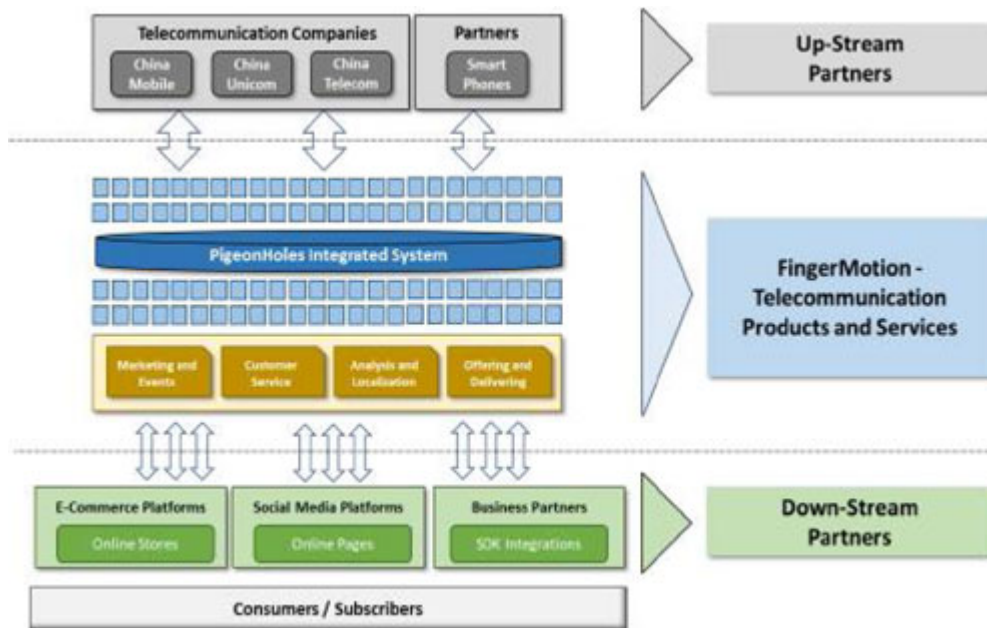 Telecommunication Companies
Partners
China
Mobile
China
Unicom
China
Telecom
Smart
Phones
Up-Stream
Partners
PigeonHoles Integrated System
FingerMotion -
Telecommunication
Products and Services
Marketing and
Events
Customer
Service
Analysis and
Localization
Offering and
Delivering
E-Commerce Platforms
Social Media Platforms
Business Partners
Online Stores
Online Pages
SDK Integrations
Down-Stream
Partners
Consumers / Subscribers